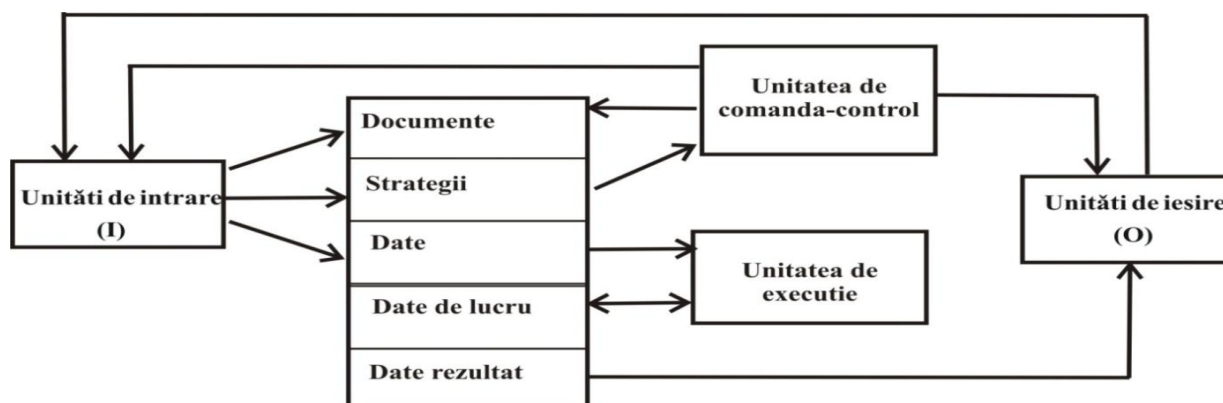 Unitatea de
comanda-control
Documente
Strategii
Unităti de intrare
(I)
Unităti de iesire
(O)
Date
Unitatea de
executie
Date de lucru
Date rezultat